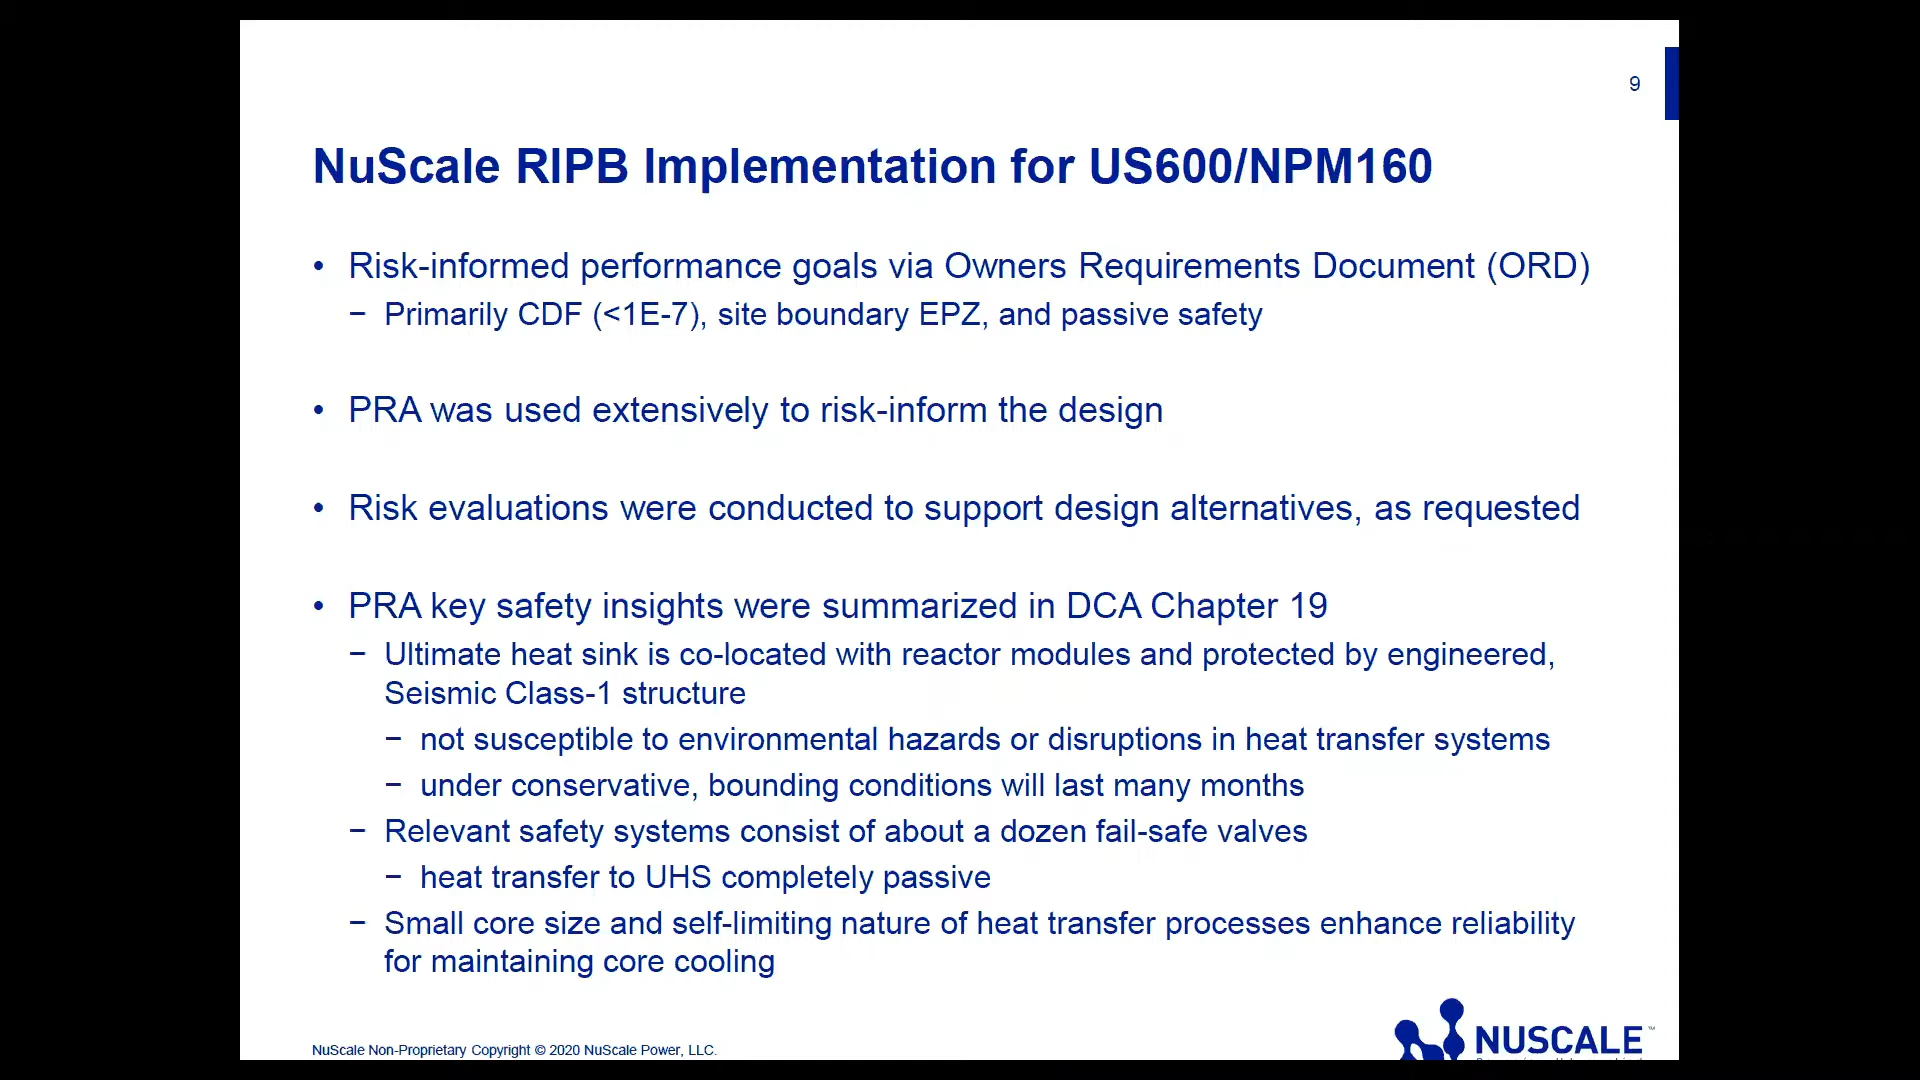 9
NuScale RIPB Implementation for US600/NPM160
• Risk-informed performance goals via Owners Requirements Document (ORD)
− Primarily CDF (<1E-7), site boundary EPZ, and passive safety
• PRA was used extensively to risk-inform the design
• Risk evaluations were conducted to support design alternatives, as requested
• PRA key safety insights were summarized in DCA Chapter 19
− Ultimate heat sink is co-located with reactor modules and protected by engineered,
Seismic Class-1 structure
− not susceptible to environmental hazards or disruptions in heat transfer systems
− under conservative, bounding conditions will last many months
− Relevant safety systems consist of about a dozen fail-safe valves
− heat transfer to UHS completely passive
− Small core size and self-limiting nature of heat transfer processes enhance reliability
for maintaining core cooling
NUSCALE™
NuScale Non-Proprietary Copyright © 2020 NuScale Power, LLC.